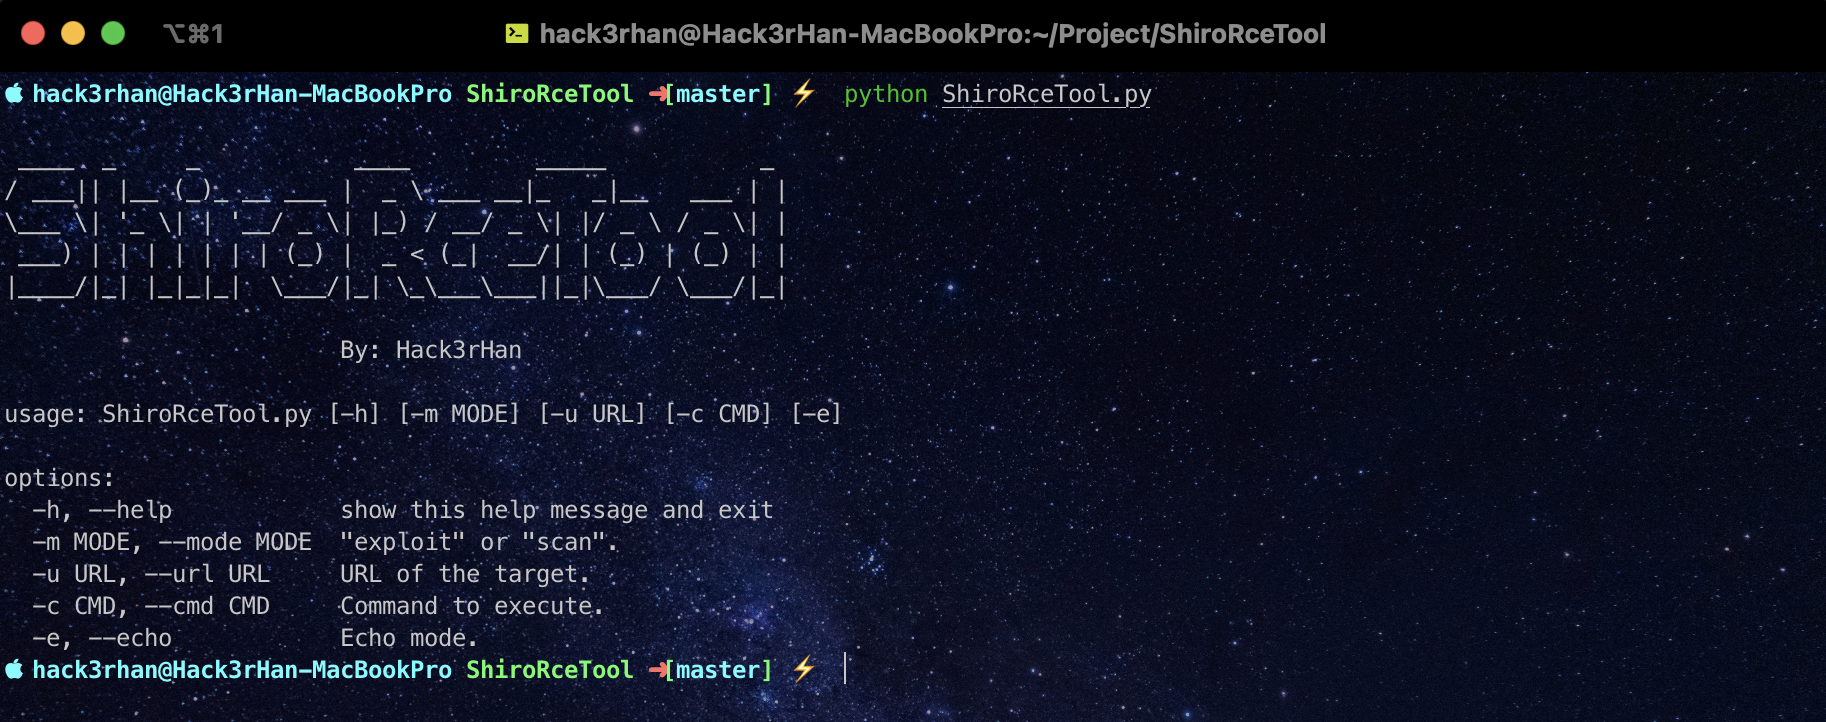 ⌥⌘1 hack3rhan@Hack3rHan-MacBookPro:~/Project/ShiroRceTool
hack3rhan@Hack3rHan-MacBookPro ShiroRceTool ➜[master] ⚡ python ShiroRceTool.py
ShiroRceTool
By: Hack3rHan
usage: ShiroRceTool.py [-h] [-m MODE] [-u URL] [-c CMD] [-e]
options:
-h, --help show this help message and exit
-m MODE, --mode MODE "exploit" or "scan".
-u URL, --url URL URL of the target.
-c CMD, --cmd CMD Command to execute.
-e, --echo Echo mode.
hack3rhan@Hack3rHan-MacBookPro ShiroRceTool ➜[master] ⚡